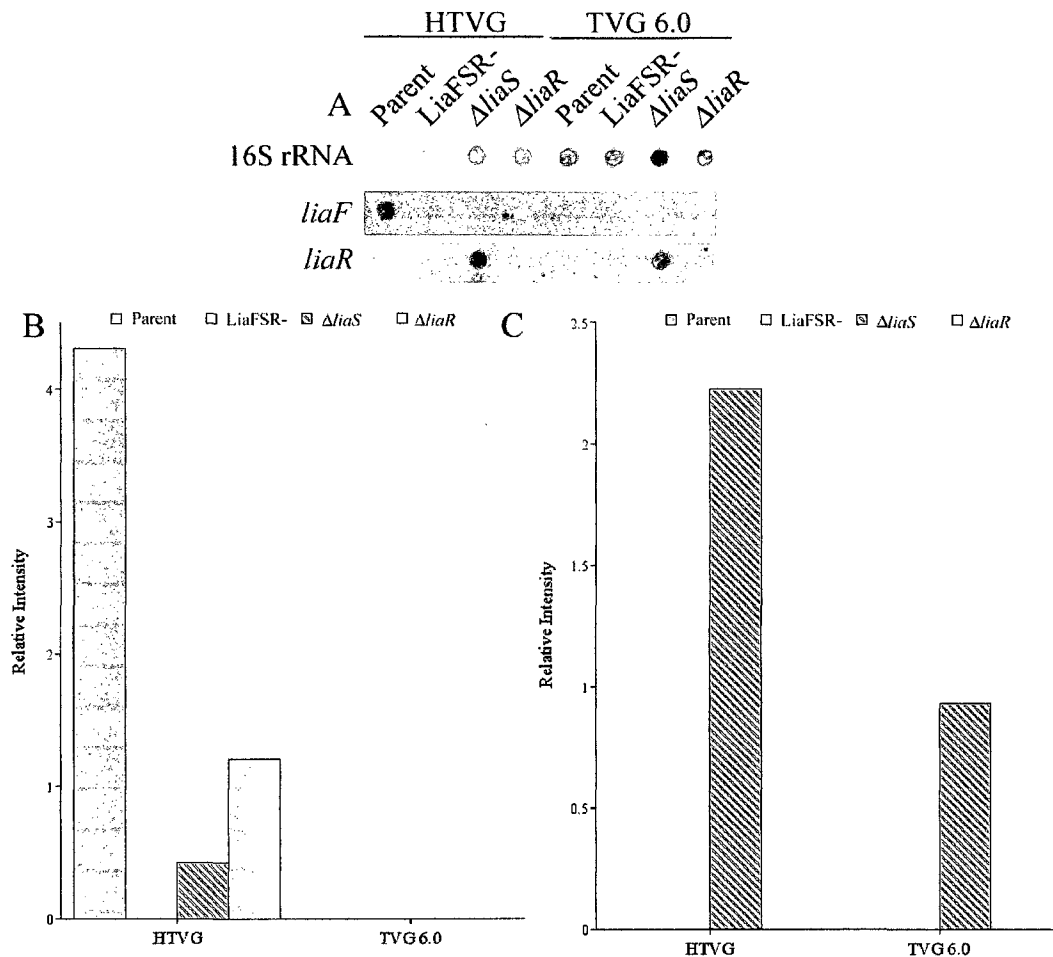 HTVG TVG 6.0
A Parent LiaFSR- ΔliaS ΔliaR Parent LiaFSR- ΔliaS ΔliaR
16S rRNA
liaF
liaR
B Parent LiaFSR- ΔliaS ΔliaR
4
3
2
1
0
Relative Intensity
HTVG TVG 6.0
C Parent LiaFSR- ΔliaS ΔliaR
2.5
2
1.5
1
0.5
0
Relative Intensity
HTVG TVG 6.0